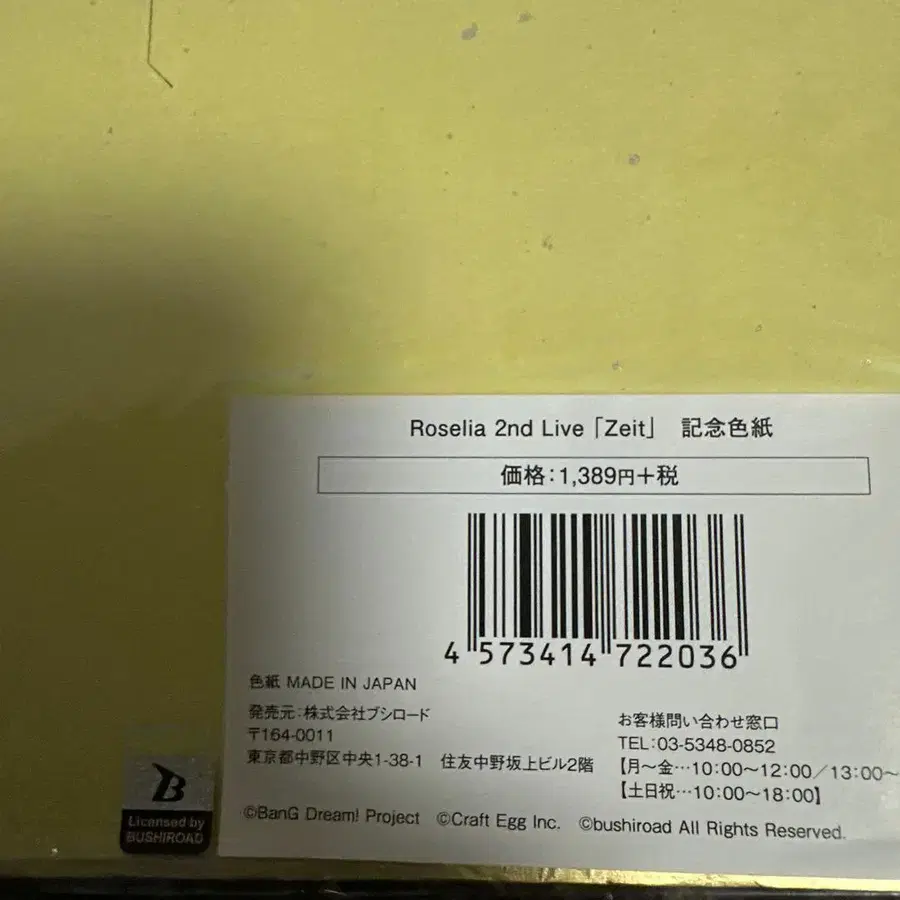 Roselia 2nd Live「Zeit」 記念色紙
価格:1,389円+税
4 573414 722036
色紙 MADE IN JAPAN
発売元:株式会社ブシロード
〒164-0011
東京都中野区中央1-38-1 住友中野坂上ビル2階
お客様問い合わせ窓口
TEL:03-5348-0852
【月〜金…10:00〜12:00/13:00〜
【土日祝…10:00〜18:00】
©BanG Dream! Project ©Craft Egg Inc. ©bushiroad All Rights Reserved.
B
Licensed by
BUSHIROAD